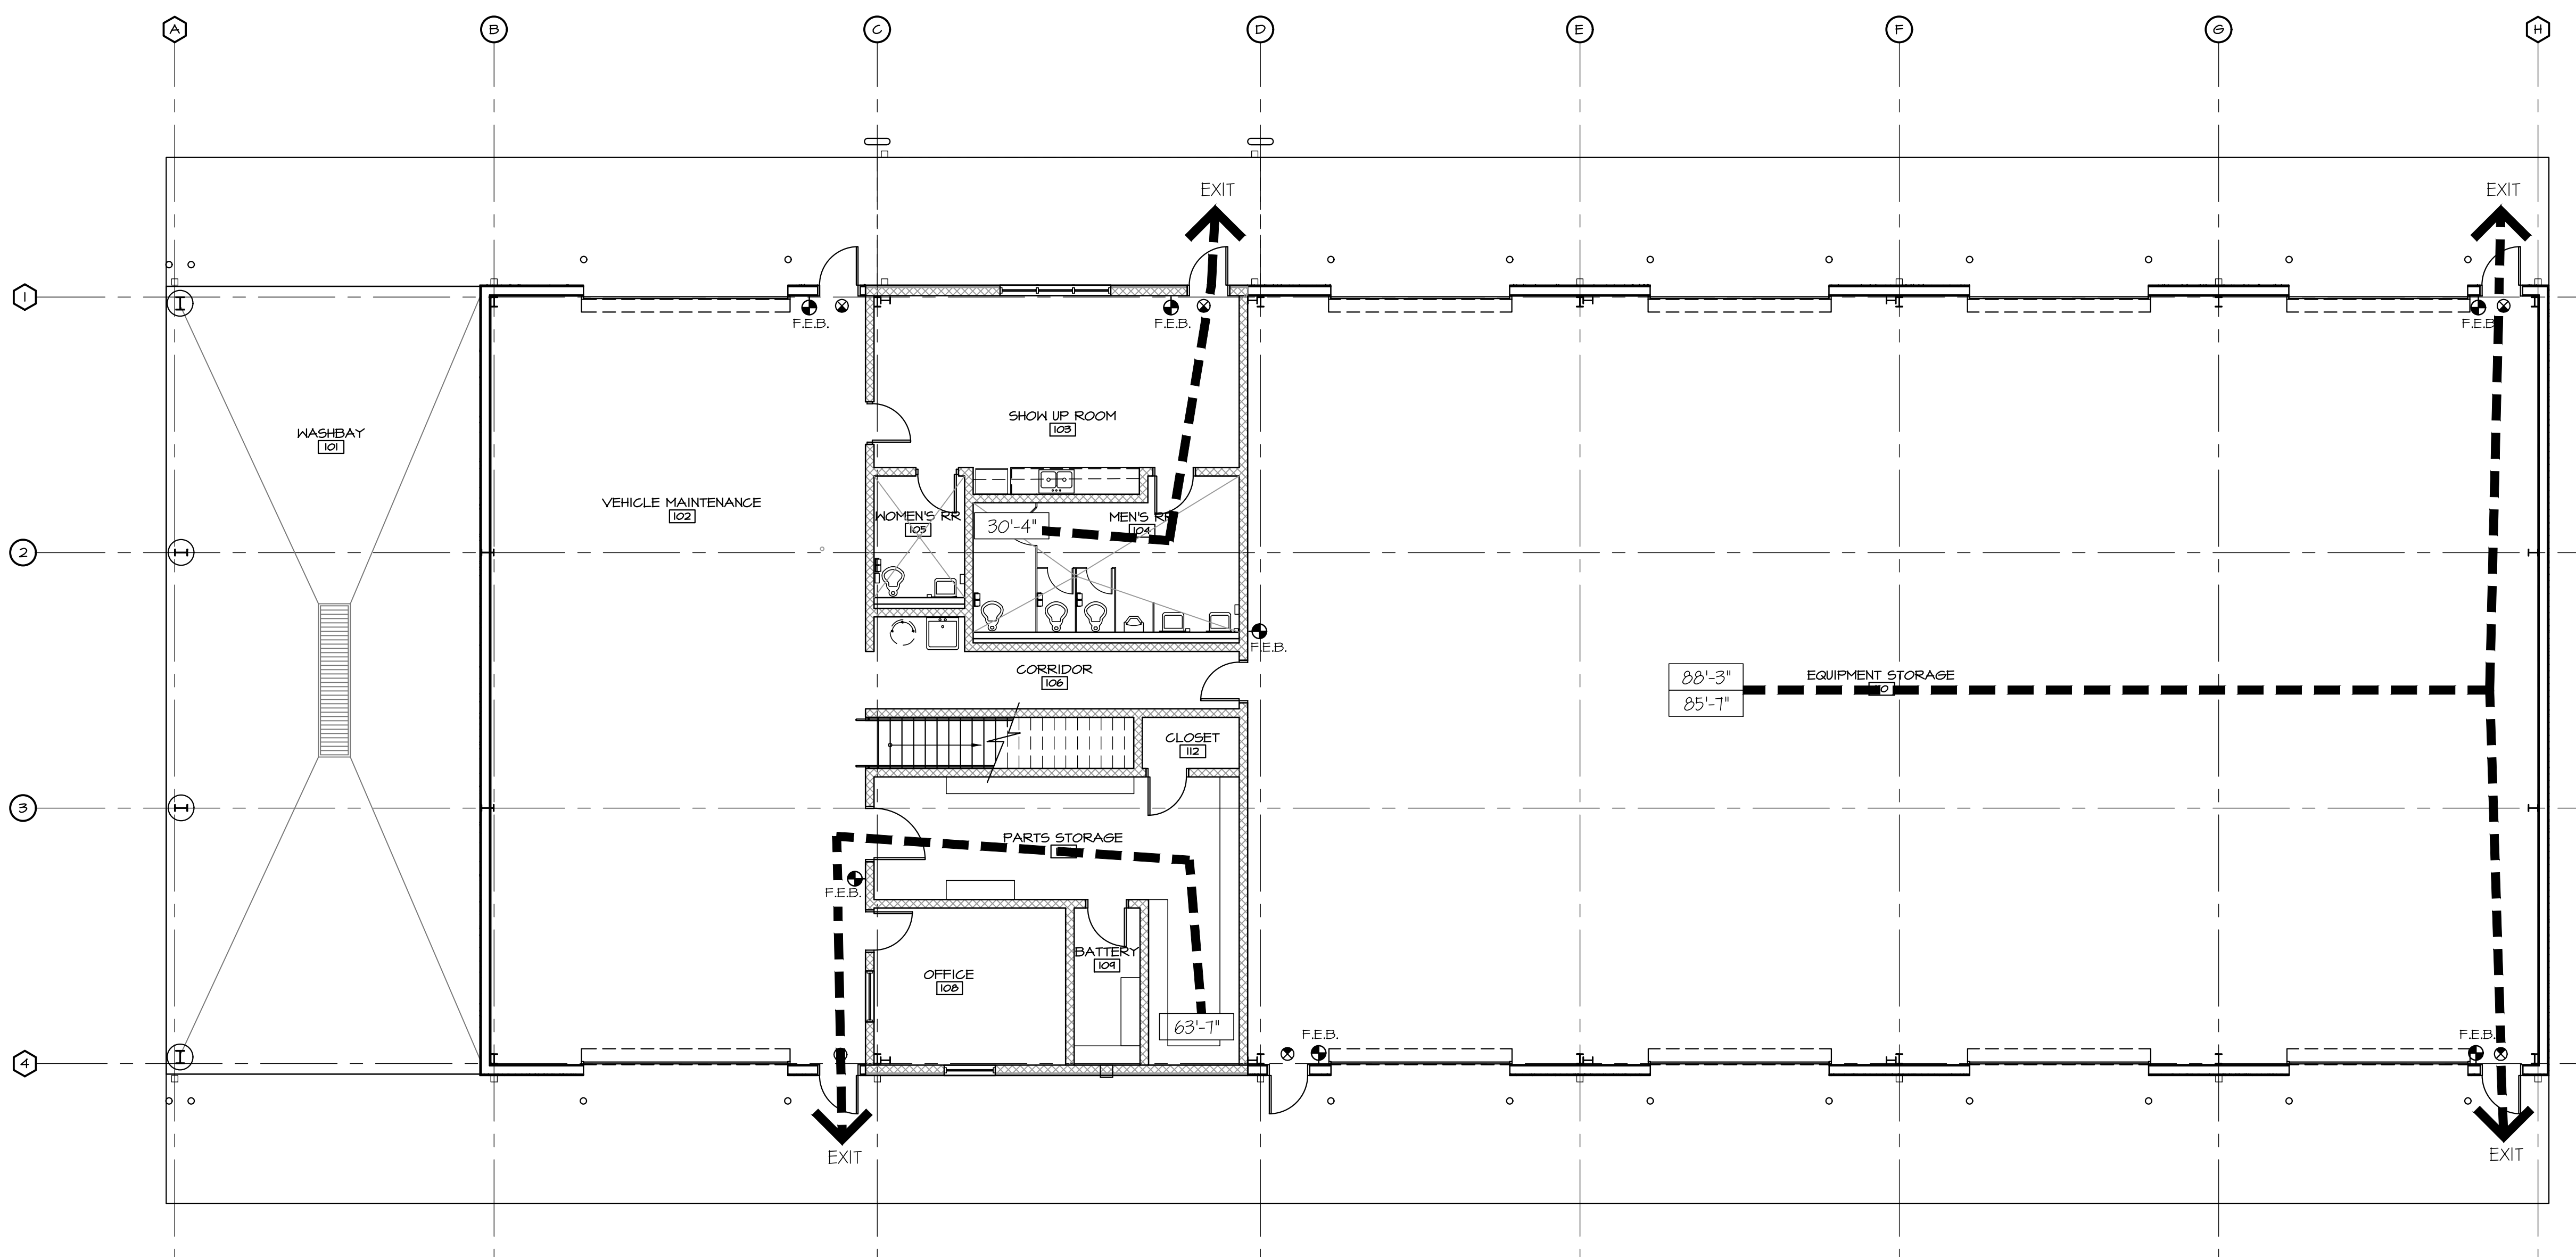 A B C D E F G H
EXIT EXIT
1
F.E.B. F.E.B. F.E.B.
SHOW UP ROOM
103
WASHBAY
101
VEHICLE MAINTENANCE
102
WOMEN'S RR
105
30'-4"
MEN'S RR
104
2
F.E.B.
CORRIDOR
106
88'-3"
85'-7"
EQUIPMENT STORAGE
CLOSET
112
3
PARTS STORAGE
F.E.B.
BATTERY
109
OFFICE
108
63'-7"
F.E.B. F.E.B.
4
EXIT EXIT